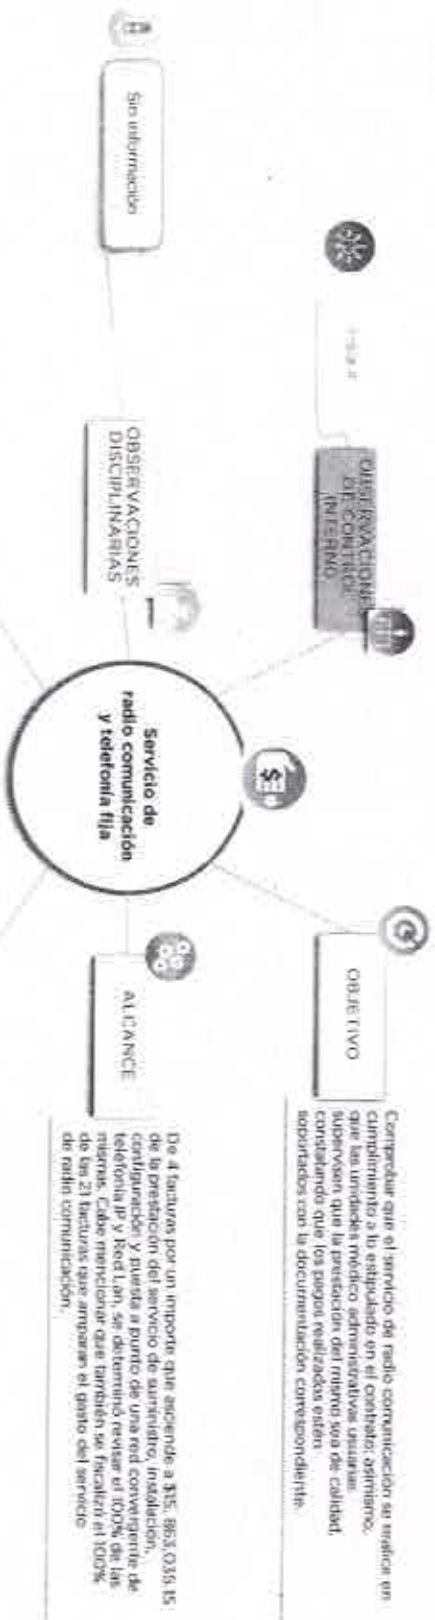 OBSERVACIONES
DE CONTROL
INTERNO
OBJETIVO
Comprobar que el servicio de radio comunicación se realice en
cumplimiento a lo estipulado en el contrato; asimismo,
que las unidades médico administrativas usuarias
supervisen que la prestación del mismo sea de calidad,
constatando que los pagos realizados estén
soportados con la documentación correspondiente.
Servicio de
radio comunicación
y telefonía fija
Sin información
OBSERVACIONES
DISCIPLINARIAS
ALCANCE
De 4 facturas por un importe que asciende a $15, 863,035.15
de la prestación del servicio de suministro, instalación,
configuración y puesta a punto de una red convergente de
telefonía IP y Red Lan, se determinó revisar el 100% de las
mismas. Cabe mencionar que también se fiscalizó el 100%
de las 21 facturas que amparan el gasto del servicio
de radio comunicación.